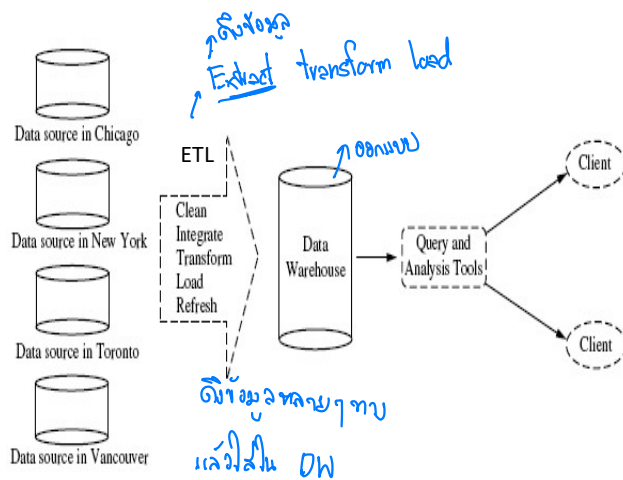 ดึงข้อมูล
Extract transform load
Data source in Chicago
ETL
ออกแบบ
Client
Clean
Integrate
Transform
Load
Refresh
Data source in New York
Data
Warehouse
Query and
Analysis Tools
Data source in Toronto
Client
ดึงข้อมูลหลายๆทาง
แล้วใส่ใน DW
Data source in Vancouver